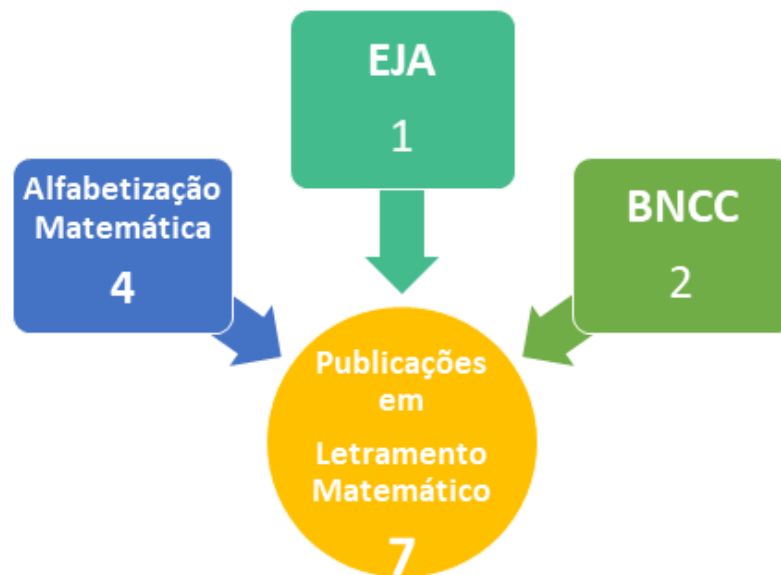 EJA
1
Alfabetização
Matemática
4
BNCC
2
Publicações
em
Letramento
Matemático
7